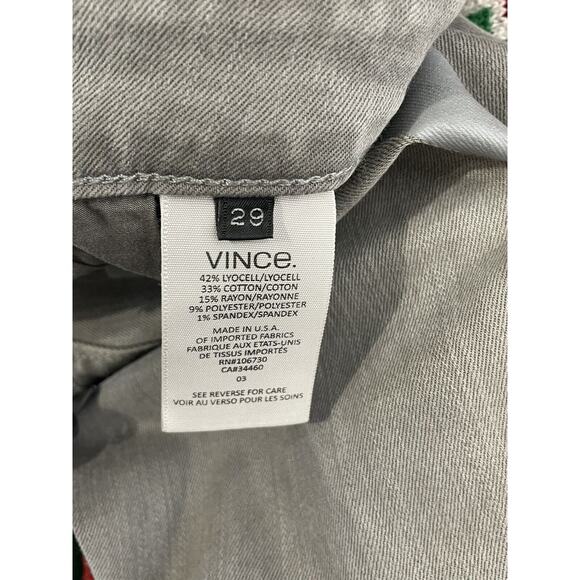 29
VINCe.
42% LYOCELL/LYOCELL
33% COTTON/COTON
15% RAYON/RAYONNE
9% POLYESTER/POLYESTER
1% SPANDEX/SPANDEX
MADE IN U.S.A.
OF IMPORTED FABRICS
FABRIQUE AUX ETATS-UNIS
DE TISSUS IMPORTÉS
RN#106730
CA#34460
03
SEE REVERSE FOR CARE
VOIR AU VERSO POUR LES SOINS